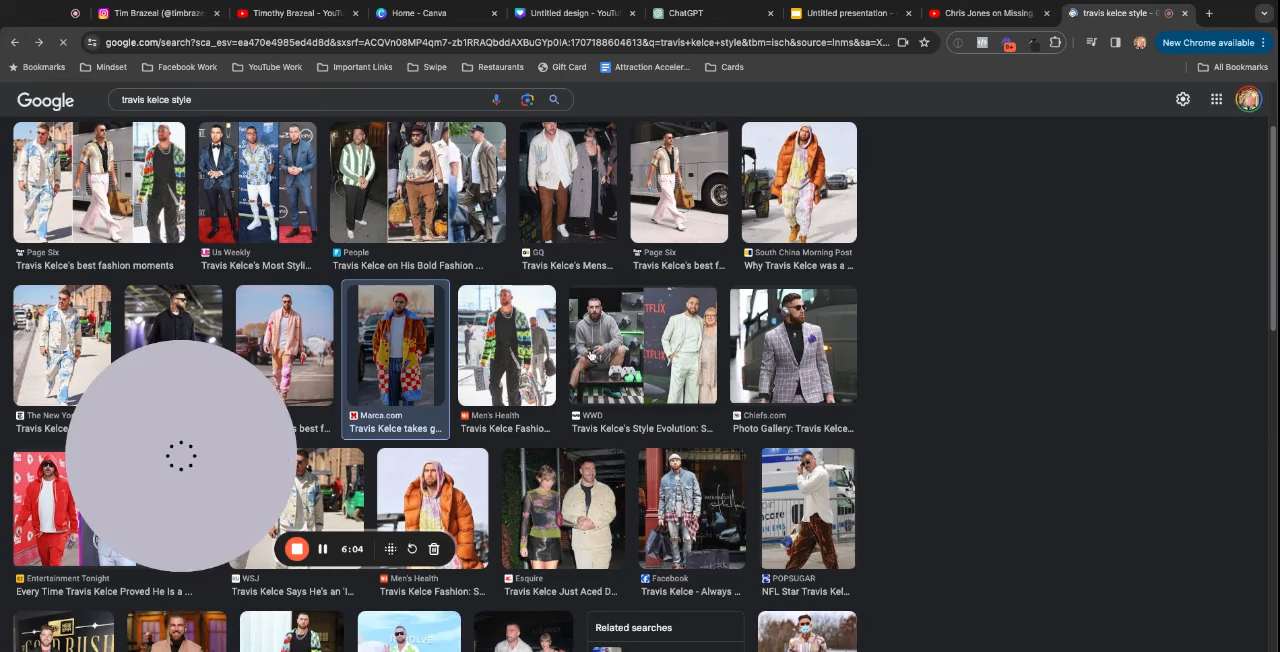 Tim Brazeal (@timbraze
Timothy Brazeal - YouTu
Home - Canva
Untitled design - YouTu
ChatGPT
Untitled presentation -
Chris Jones on Missing
travis kelce style - G
google.com/search?sca_esv=ea470e4985ed4d8d&sxsrf=ACQVn08MP4qm7-zb1RRAQbddAXBuGYp0IA:1707188604613&q=travis+kelce+style&tbm=isch&source=lnms&sa=X...
New Chrome available
Bookmarks
Mindset
Facebook Work
YouTube Work
Important Links
Swipe
Restaurants
Gift Card
Attraction Acceler...
Cards
All Bookmarks
Google
travis kelce style
Page Six
Us Weekly
People
GQ
Page Six
South China Morning Post
Travis Kelce's best fashion moments
Travis Kelce's Most Styli...
Travis Kelce on His Bold Fashion ...
Travis Kelce's Mens...
Travis Kelce's best f...
Why Travis Kelce was a ...
NETFLIX
The New Yo
Marca.com
Men's Health
WWD
Chiefs.com
Travis Kelce
s best f...
Travis Kelce takes g...
Travis Kelce Fashio...
Travis Kelce's Style Evolution: S...
Photo Gallery: Travis Kelce...
6:04
Entertainment Tonight
WSJ
Men's Health
Esquire
Facebook
POPSUGAR
Every Time Travis Kelce Proved He Is a ...
Travis Kelce Says He's an 'I...
Travis Kelce Fashion: S...
Travis Kelce Just Aced D...
Travis Kelce - Always ...
NFL Star Travis Kel...
GOLD RUSH
Related searches